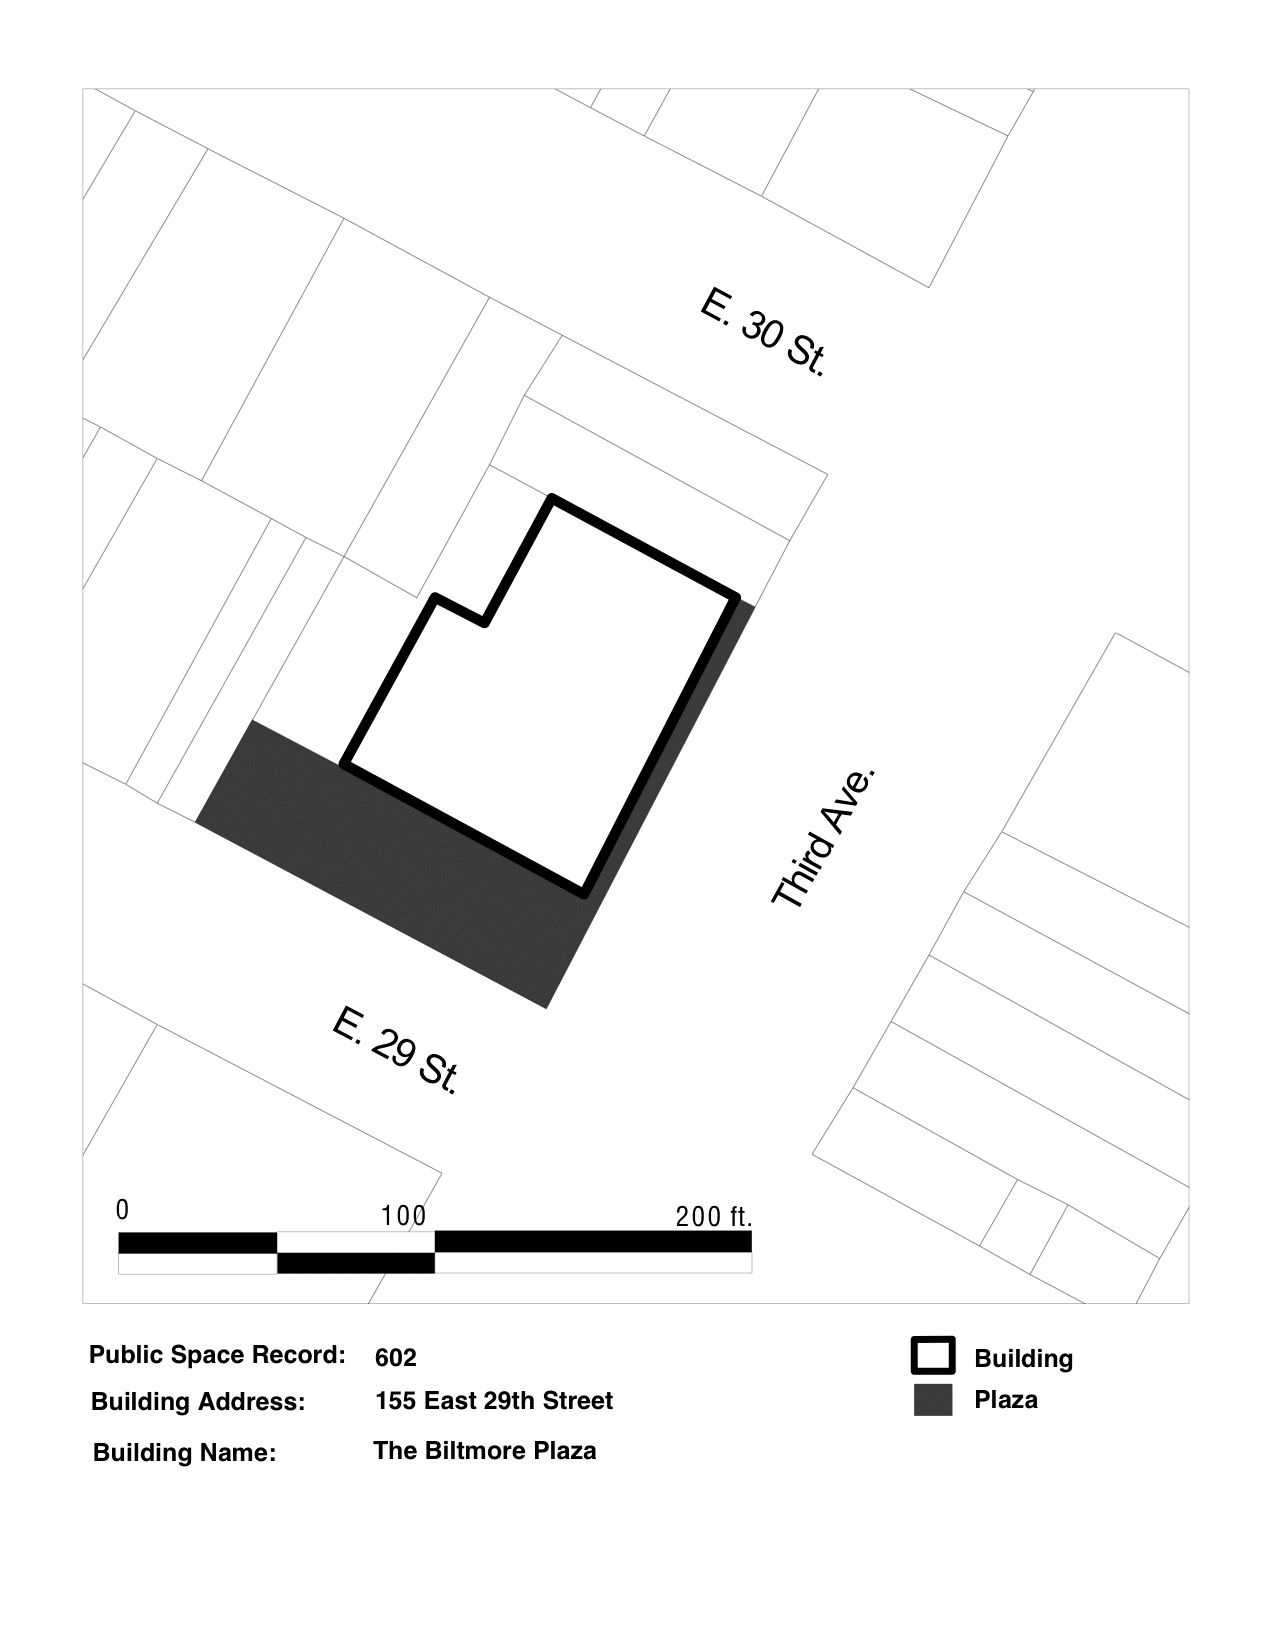 E. 30 St.
Third Ave.
E. 29 St.
0 100 200 ft.
Public Space Record: 602
Building Address: 155 East 29th Street
Building Name: The Biltmore Plaza
Building
Plaza